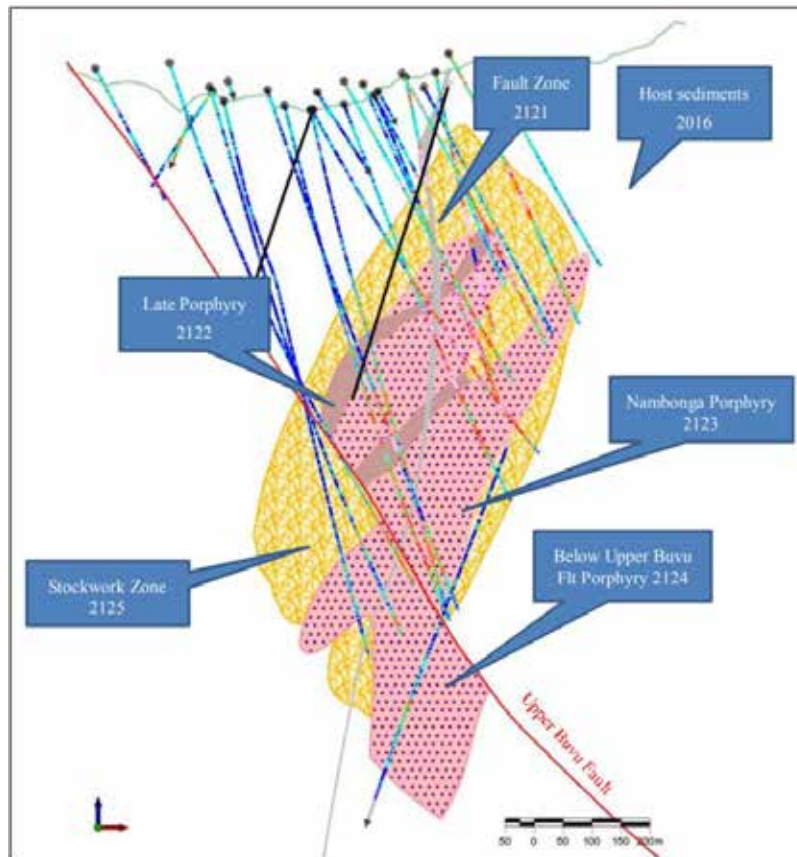 Fault Zone
2121
Host sediments
2016
Late Porphyry
2122
Nambonga Porphyry
2123
Below Upper Buvu
Flt Porphyry 2124
Stockwork Zone
2125
Upper Buvu Fault
50 0 50 100 150 200m